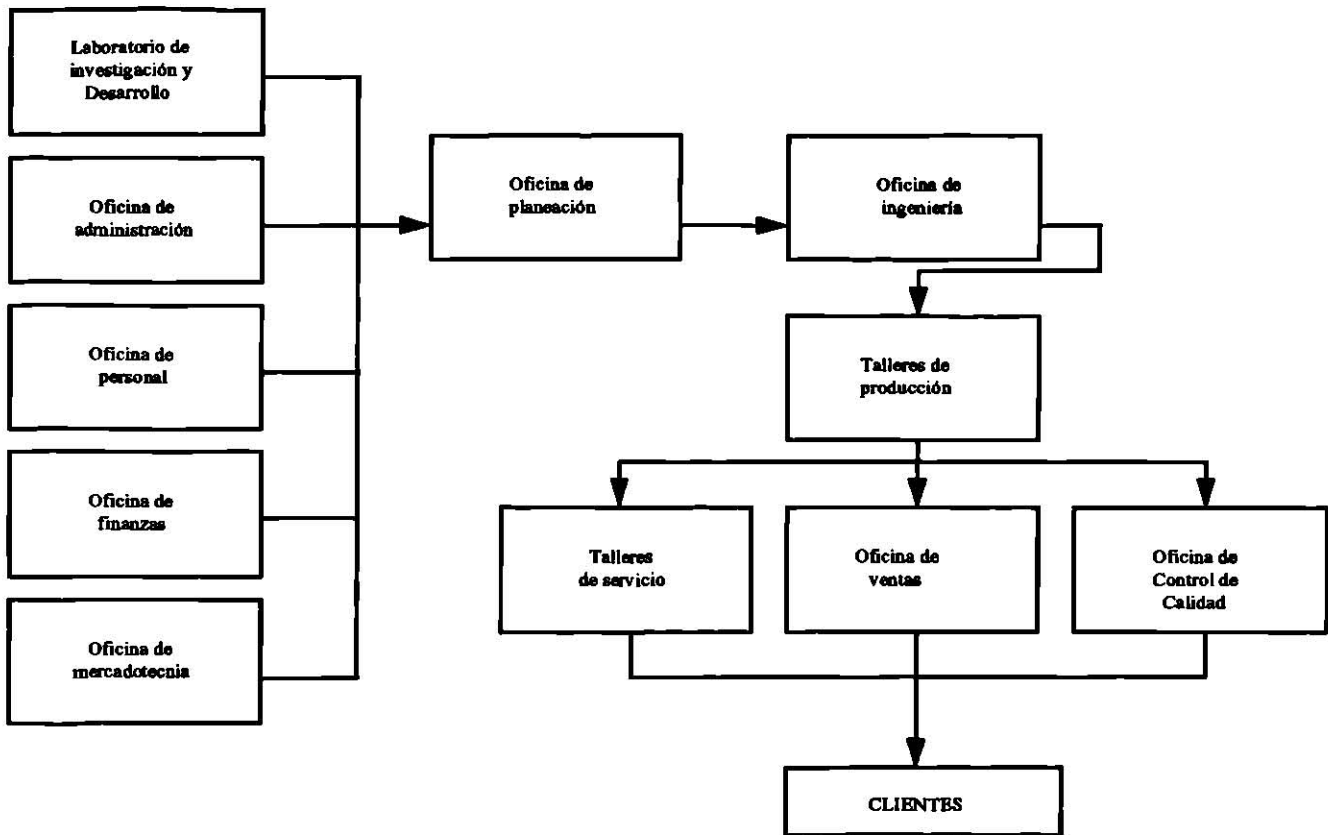 Laboratorio de
investigación y
Desarrollo
Oficina de
administración
Oficina de
personal
Oficina de
finanzas
Oficina de
mercadotecnia
Oficina de
planeación
Oficina de
ingeniería
Talleres de
producción
Talleres
de servicio
Oficina de
ventas
Oficina de
Control de
Calidad
CLIENTES